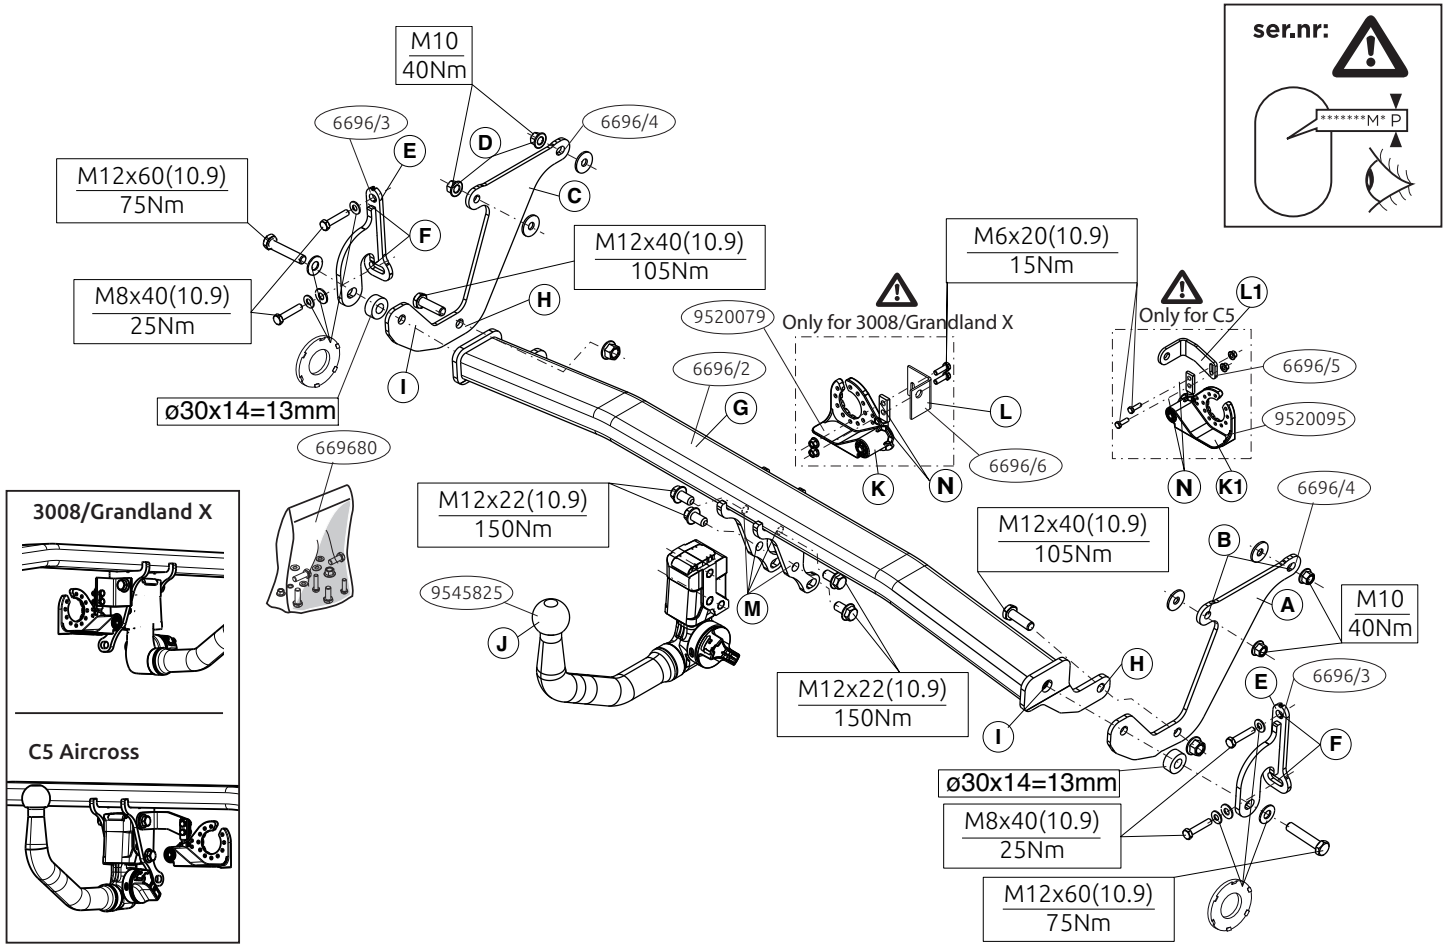 M10
40Nm
ser.nr:
*******M* P
6696/3
6696/4
E
D
C
M12x60(10.9)
75Nm
F
M12x40(10.9)
105Nm
M6x20(10.9)
15Nm
M8x40(10.9)
25Nm
H
L1
9520079
Only for 3008/Grandland X
Only for C5
6696/2
6696/5
I
G
L
ø30x14=13mm
9520095
669680
6696/6
K
N
N
K1
6696/4
M12x22(10.9)
150Nm
M12x40(10.9)
105Nm
3008/Grandland X
B
A
9545825
M
M10
40Nm
J
H
6696/3
M12x22(10.9)
150Nm
E
I
F
C5 Aircross
ø30x14=13mm
M8x40(10.9)
25Nm
M12x60(10.9)
75Nm